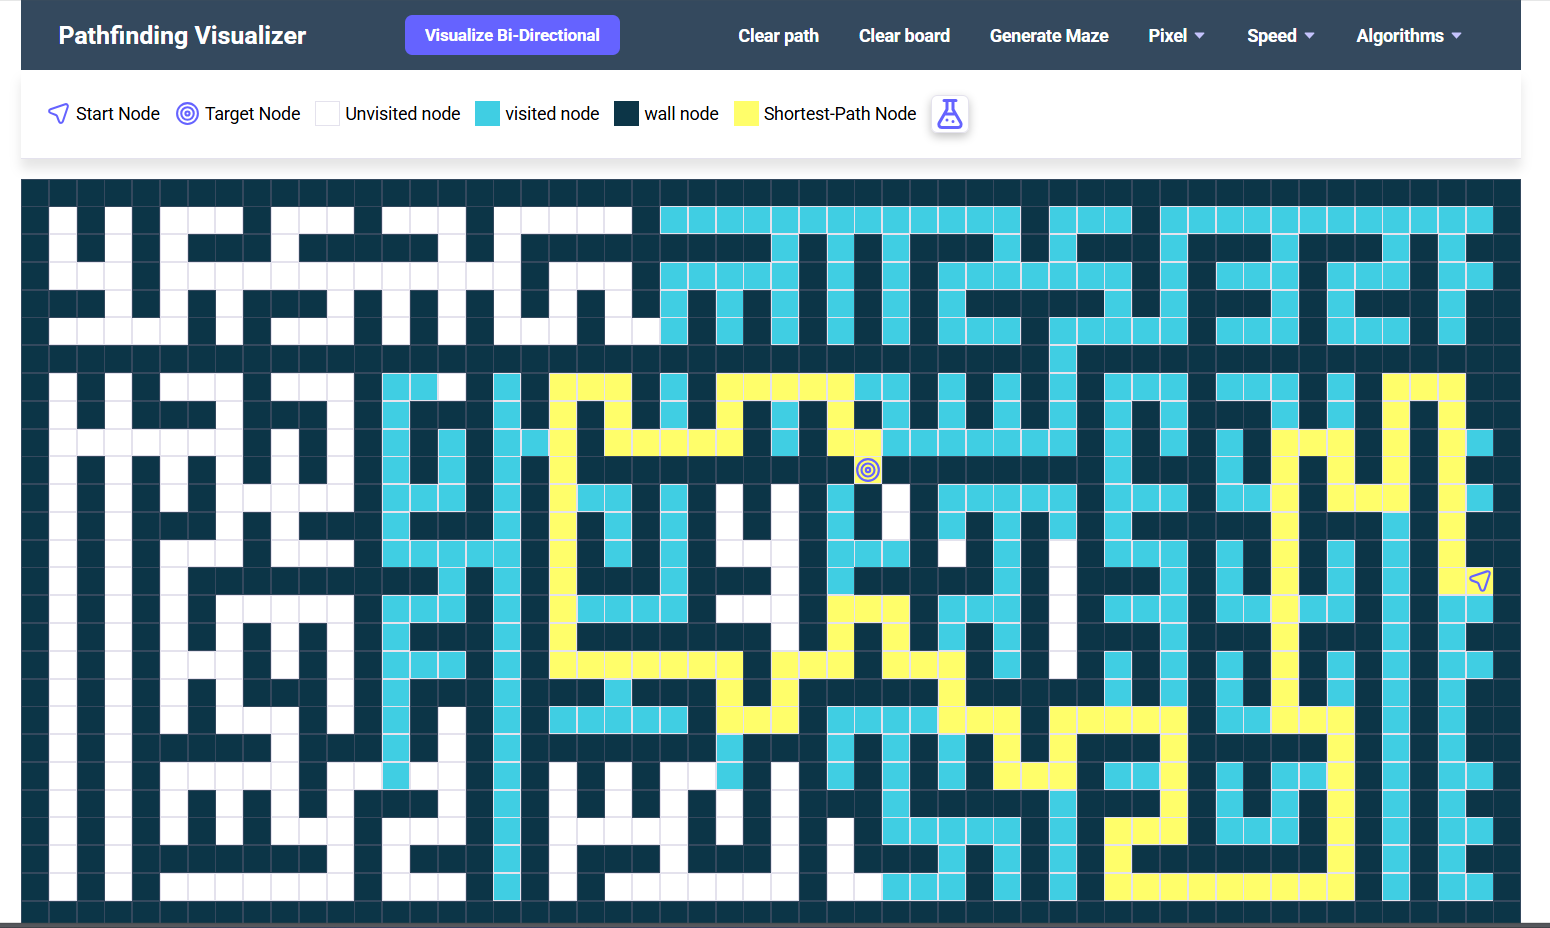 Pathfinding Visualizer
Visualize Bi-Directional
Clear path
Clear board
Generate Maze
Pixel
Speed
Algorithms
Start Node
Target Node
Unvisited node
visited node
wall node
Shortest-Path Node